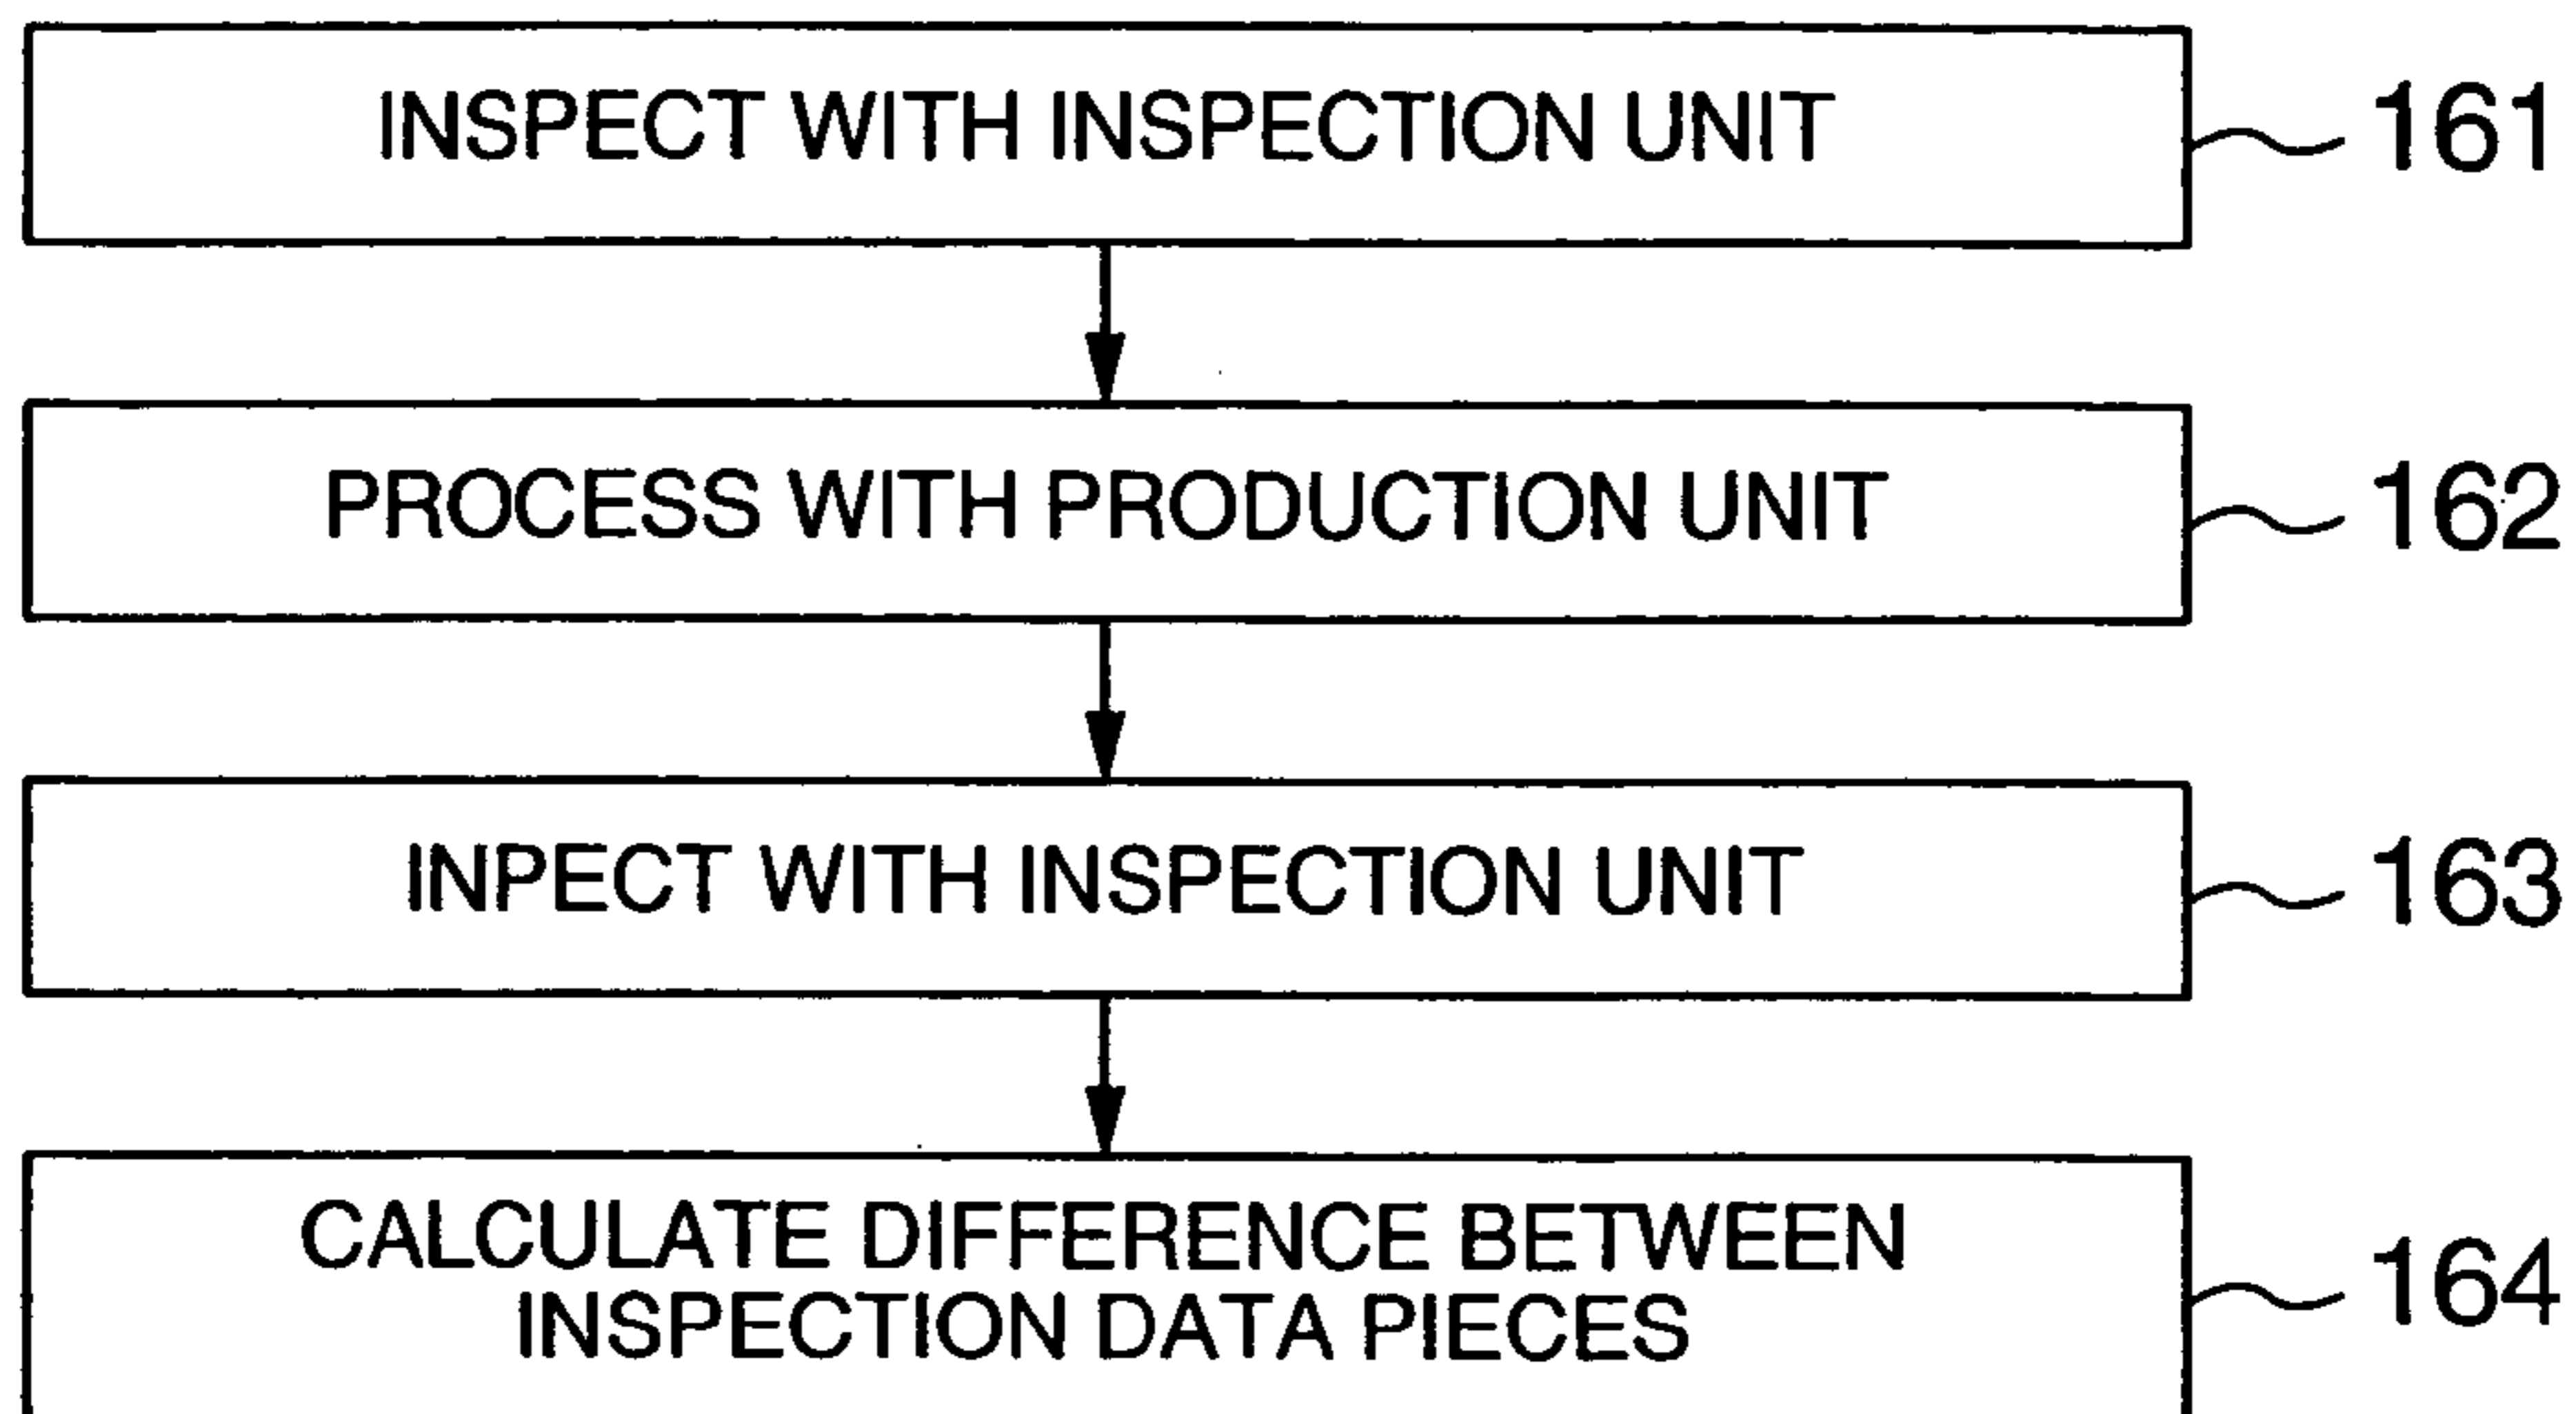 INSPECT WITH INSPECTION UNIT 161
PROCESS WITH PRODUCTION UNIT 162
INPECT WITH INSPECTION UNIT 163
CALCULATE DIFFERENCE BETWEEN
INSPECTION DATA PIECES 164